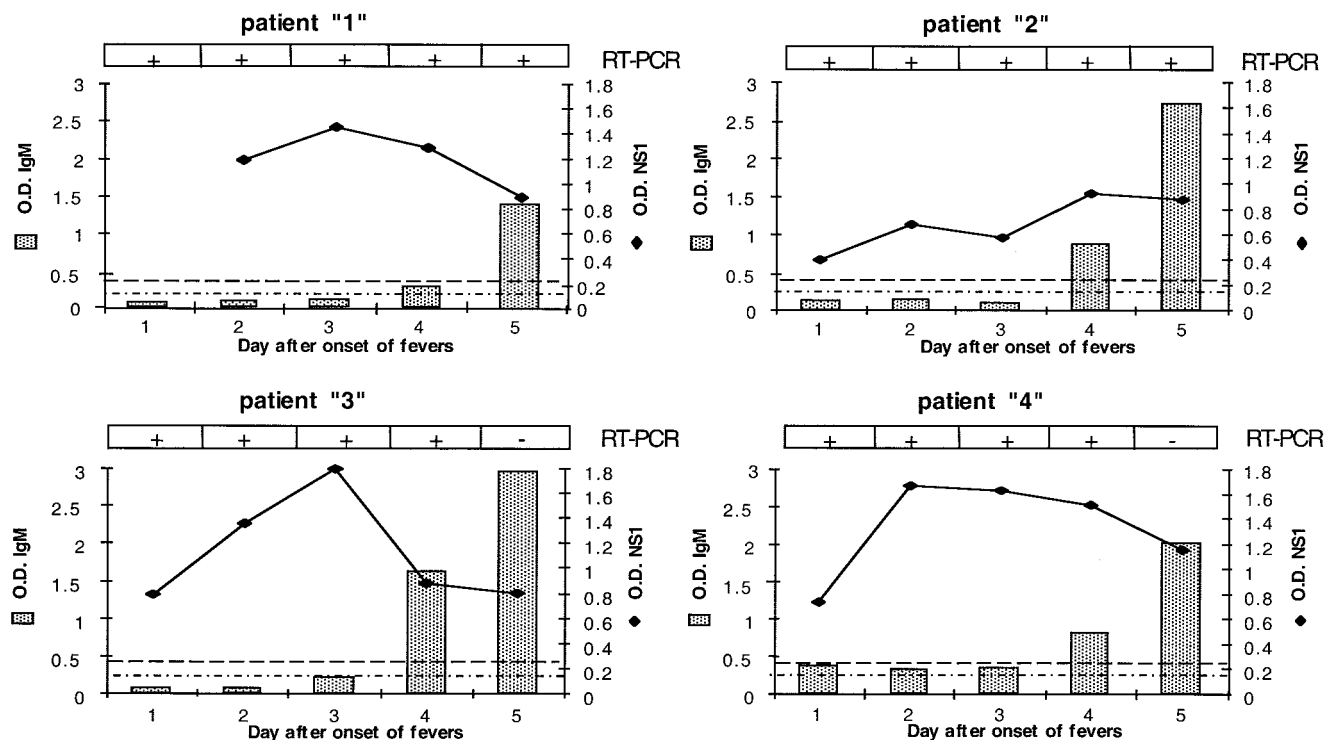 patient "1"
+ + + + + RT-PCR
3
2.5
2
1.5
1
0.5
0
1.8
1.6
1.4
1.2
1
0.8
0.6
0.4
0.2
0
O.D. IgM
O.D. NS1
1 2 3 4 5
Day after onset of fevers
patient "2"
+ + + + + RT-PCR
3
2.5
2
1.5
1
0.5
0
1.8
1.6
1.4
1.2
1
0.8
0.6
0.4
0.2
0
O.D. IgM
O.D. NS1
1 2 3 4 5
Day after onset of fevers
patient "3"
+ + + + - RT-PCR
3
2.5
2
1.5
1
0.5
0
1.8
1.6
1.4
1.2
1
0.8
0.6
0.4
0.2
0
O.D. IgM
O.D. NS1
1 2 3 4 5
Day after onset of fevers
patient "4"
+ + + + - RT-PCR
3
2.5
2
1.5
1
0.5
0
1.8
1.6
1.4
1.2
1
0.8
0.6
0.4
0.2
0
O.D. IgM
O.D. NS1
1 2 3 4 5
Day after onset of fevers